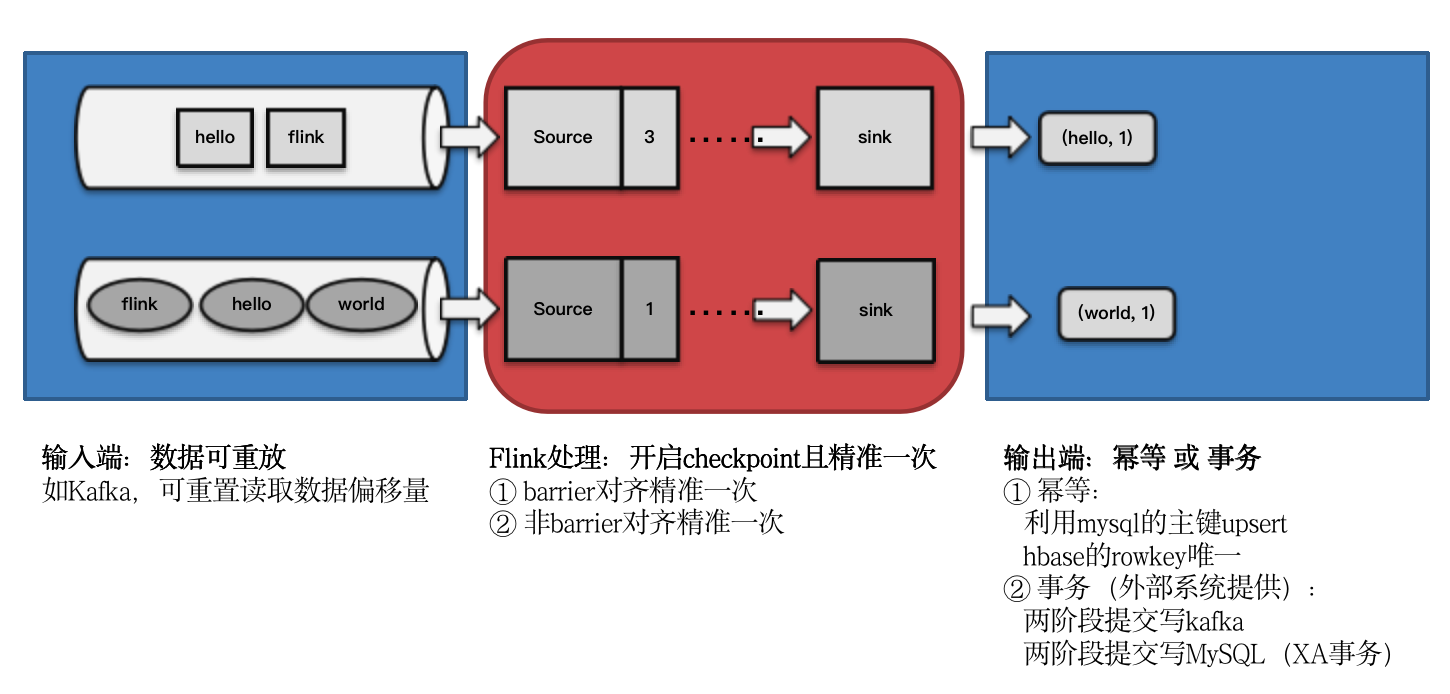 hello
flink
Source
3
......
sink
(hello, 1)
flink
hello
world
Source
1
......
sink
(world, 1)
输入端：数据可重放
如Kafka，可重置读取数据偏移量
Flink处理：开启checkpoint且精准一次
① barrier对齐精准一次
② 非barrier对齐精准一次
输出端：幂等 或 事务
① 幂等：
利用mysql的主键upsert
hbase的rowkey唯一
② 事务（外部系统提供）：
两阶段提交写kafka
两阶段提交写MySQL（XA事务）